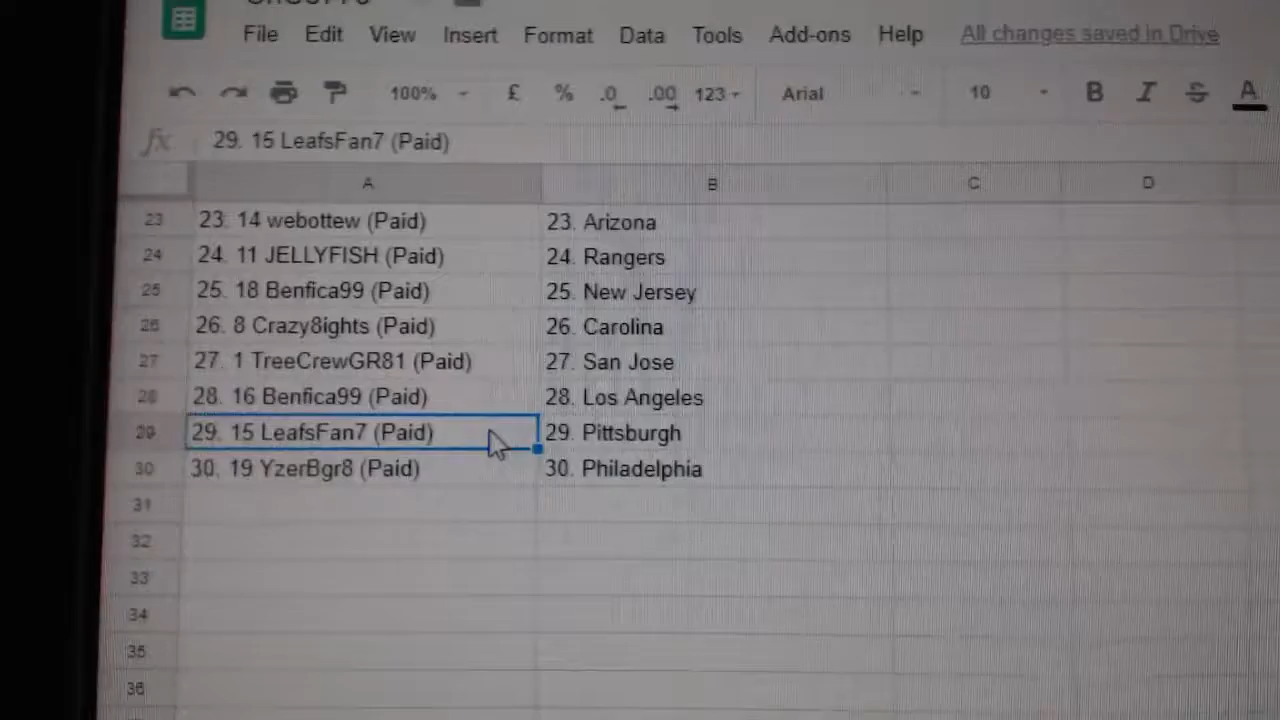 File Edit View Insert Format Data Tools Add-ons Help All changes saved in Drive
100% £ % .0 .00 123 Arial 10 B I S A
fx 29. 15 LeafsFan7 (Paid)
A B C D
23 23. 14 webottew (Paid) 23. Arizona
24 24. 11 JELLYFISH (Paid) 24. Rangers
25 25. 18 Benfica99 (Paid) 25. New Jersey
26 26. 8 Crazy8ights (Paid) 26. Carolina
27 27. 1 TreeCrewGR81 (Paid) 27. San Jose
28 28. 16 Benfica99 (Paid) 28. Los Angeles
29 29. 15 LeafsFan7 (Paid) 29. Pittsburgh
30 30. 19 YzerBgr8 (Paid) 30. Philadelphia
31
32
33
34
35
36